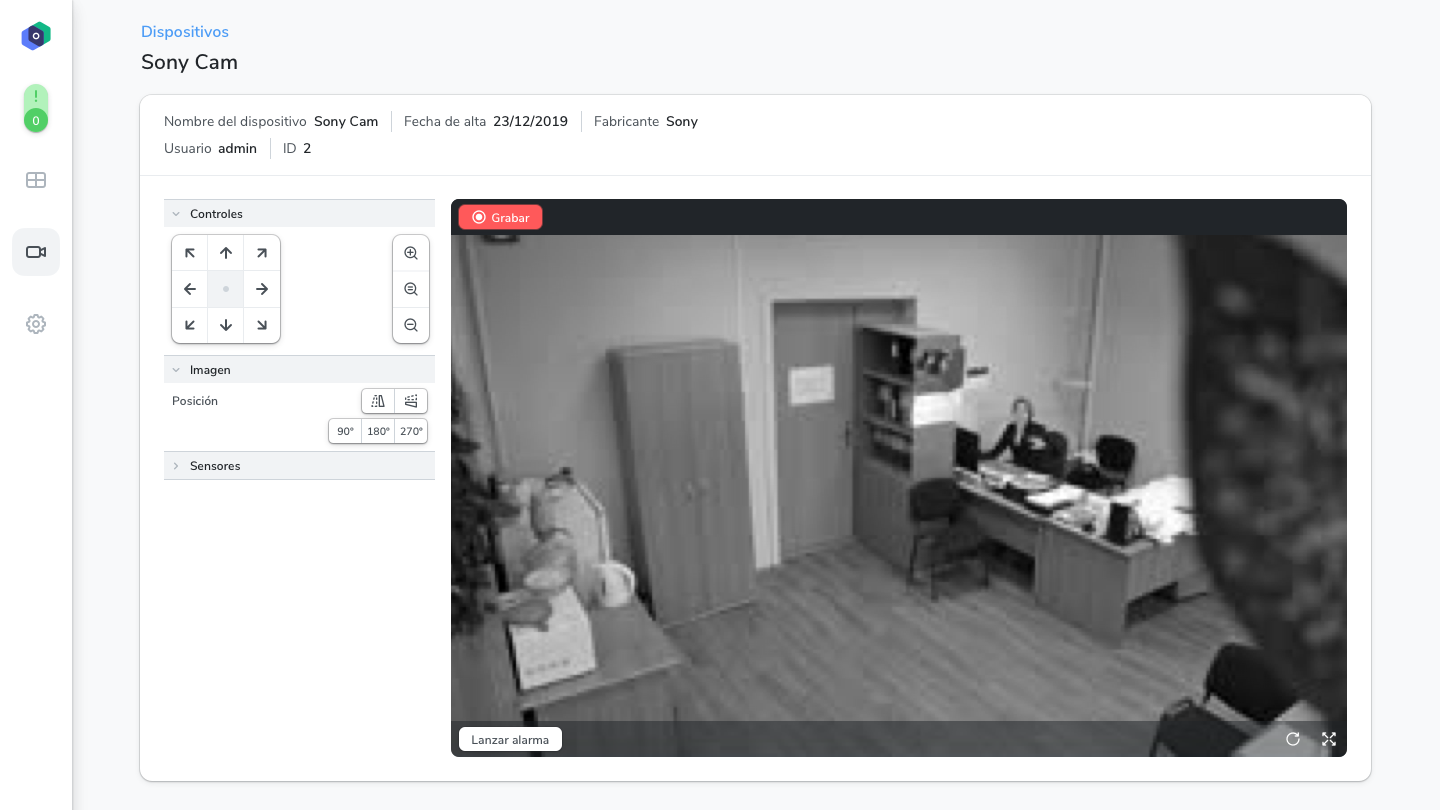 Dispositivos
Sony Cam
!
0
Nombre del dispositivo Sony Cam Fecha de alta 23/12/2019 Fabricante Sony
Usuario admin ID 2
Controles
Grabar
Imagen
Posición
90° 180° 270°
Sensores
Lanzar alarma